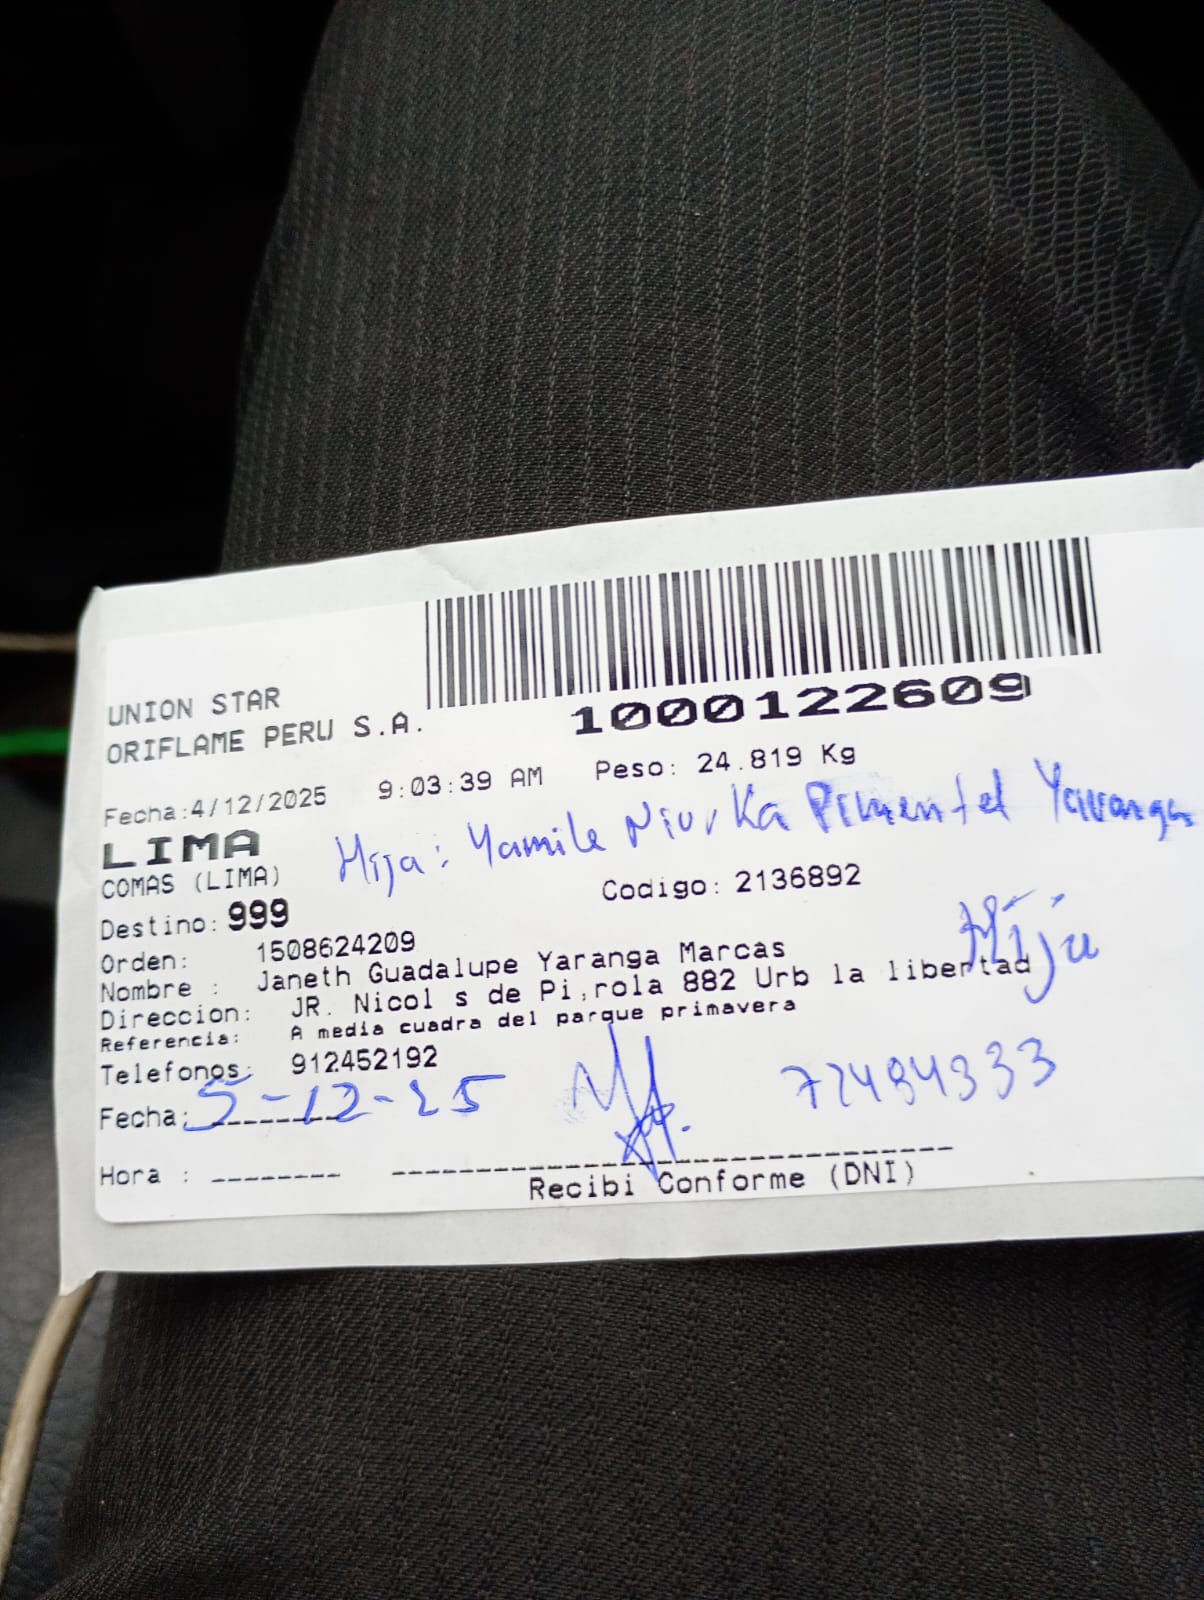 UNION STAR
ORIFLAME PERU S.A.
1000122609
Fecha:4/12/2025 9:03:39 AM Peso: 24.819 Kg
LIMA
Hija: Yamile Niurka Pimentel Yaranga
COMAS (LIMA)
Destino: 999 Codigo: 2136892
Orden: 1508624209
Nombre : Janeth Guadalupe Yaranga Marcas
Hija
Direccion: JR. Nicol s de Pi,rola 882 Urb la libertad
Referencia: A media cuadra del parque primavera
Telefonos: 912452192
Fecha: 5-12-25 72484333
Hora : -------- 
Recibi Conforme (DNI)